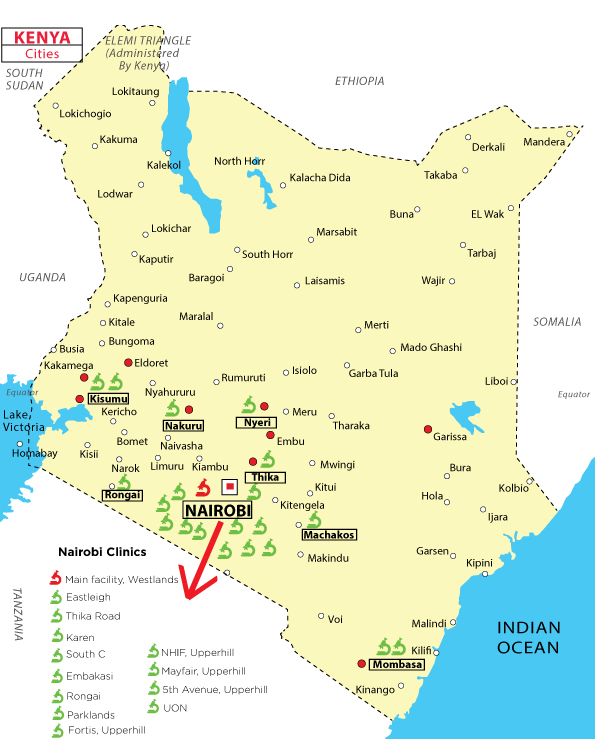 KENYA
Cities
ELEMI TRIANGLE
(Administered
By Kenya)
SOUTH
SUDAN
ETHIOPIA
Lokitaung
Lokichogio
Kakuma
Kalekol
North Horr
Kalacha Dida
Derkali
Mandera
Takaba
Lodwar
Buna
EL Wak
Lokichar
Marsabit
South Horr
Tarbaj
Kaputir
Baragoi
Laisamis
Wajir
UGANDA
Kapenguria
Kitale
Maralal
Merti
SOMALIA
Bungoma
Busia
Mado Ghashi
Kakamega
Eldoret
Isiolo
Garba Tula
Rumuruti
Liboi
Equator
Equator
Nyahururu
Kisumu
Lake
Victoria
Kericho
Nakuru
Nyeri
Meru
Tharaka
Garissa
Bomet
Naivasha
Embu
Homabay
Kisii
Narok
Limuru
Kiambu
Mwingi
Bura
Thika
Kolbio
Rongai
Kitui
Hola
NAIROBI
Kitengela
Ijara
Machakos
Makindu
Garsen
Kipini
Nairobi Clinics
Main facility, Westlands
Eastleigh
Thika Road
Karen
South C
Embakasi
Rongai
Parklands
Fortis, Upperhill
NHIF, Upperhill
Mayfair, Upperhill
5th Avenue, Upperhill
UON
TANZANIA
Voi
Malindi
Kilifi
Mombasa
Kinango
INDIAN
OCEAN